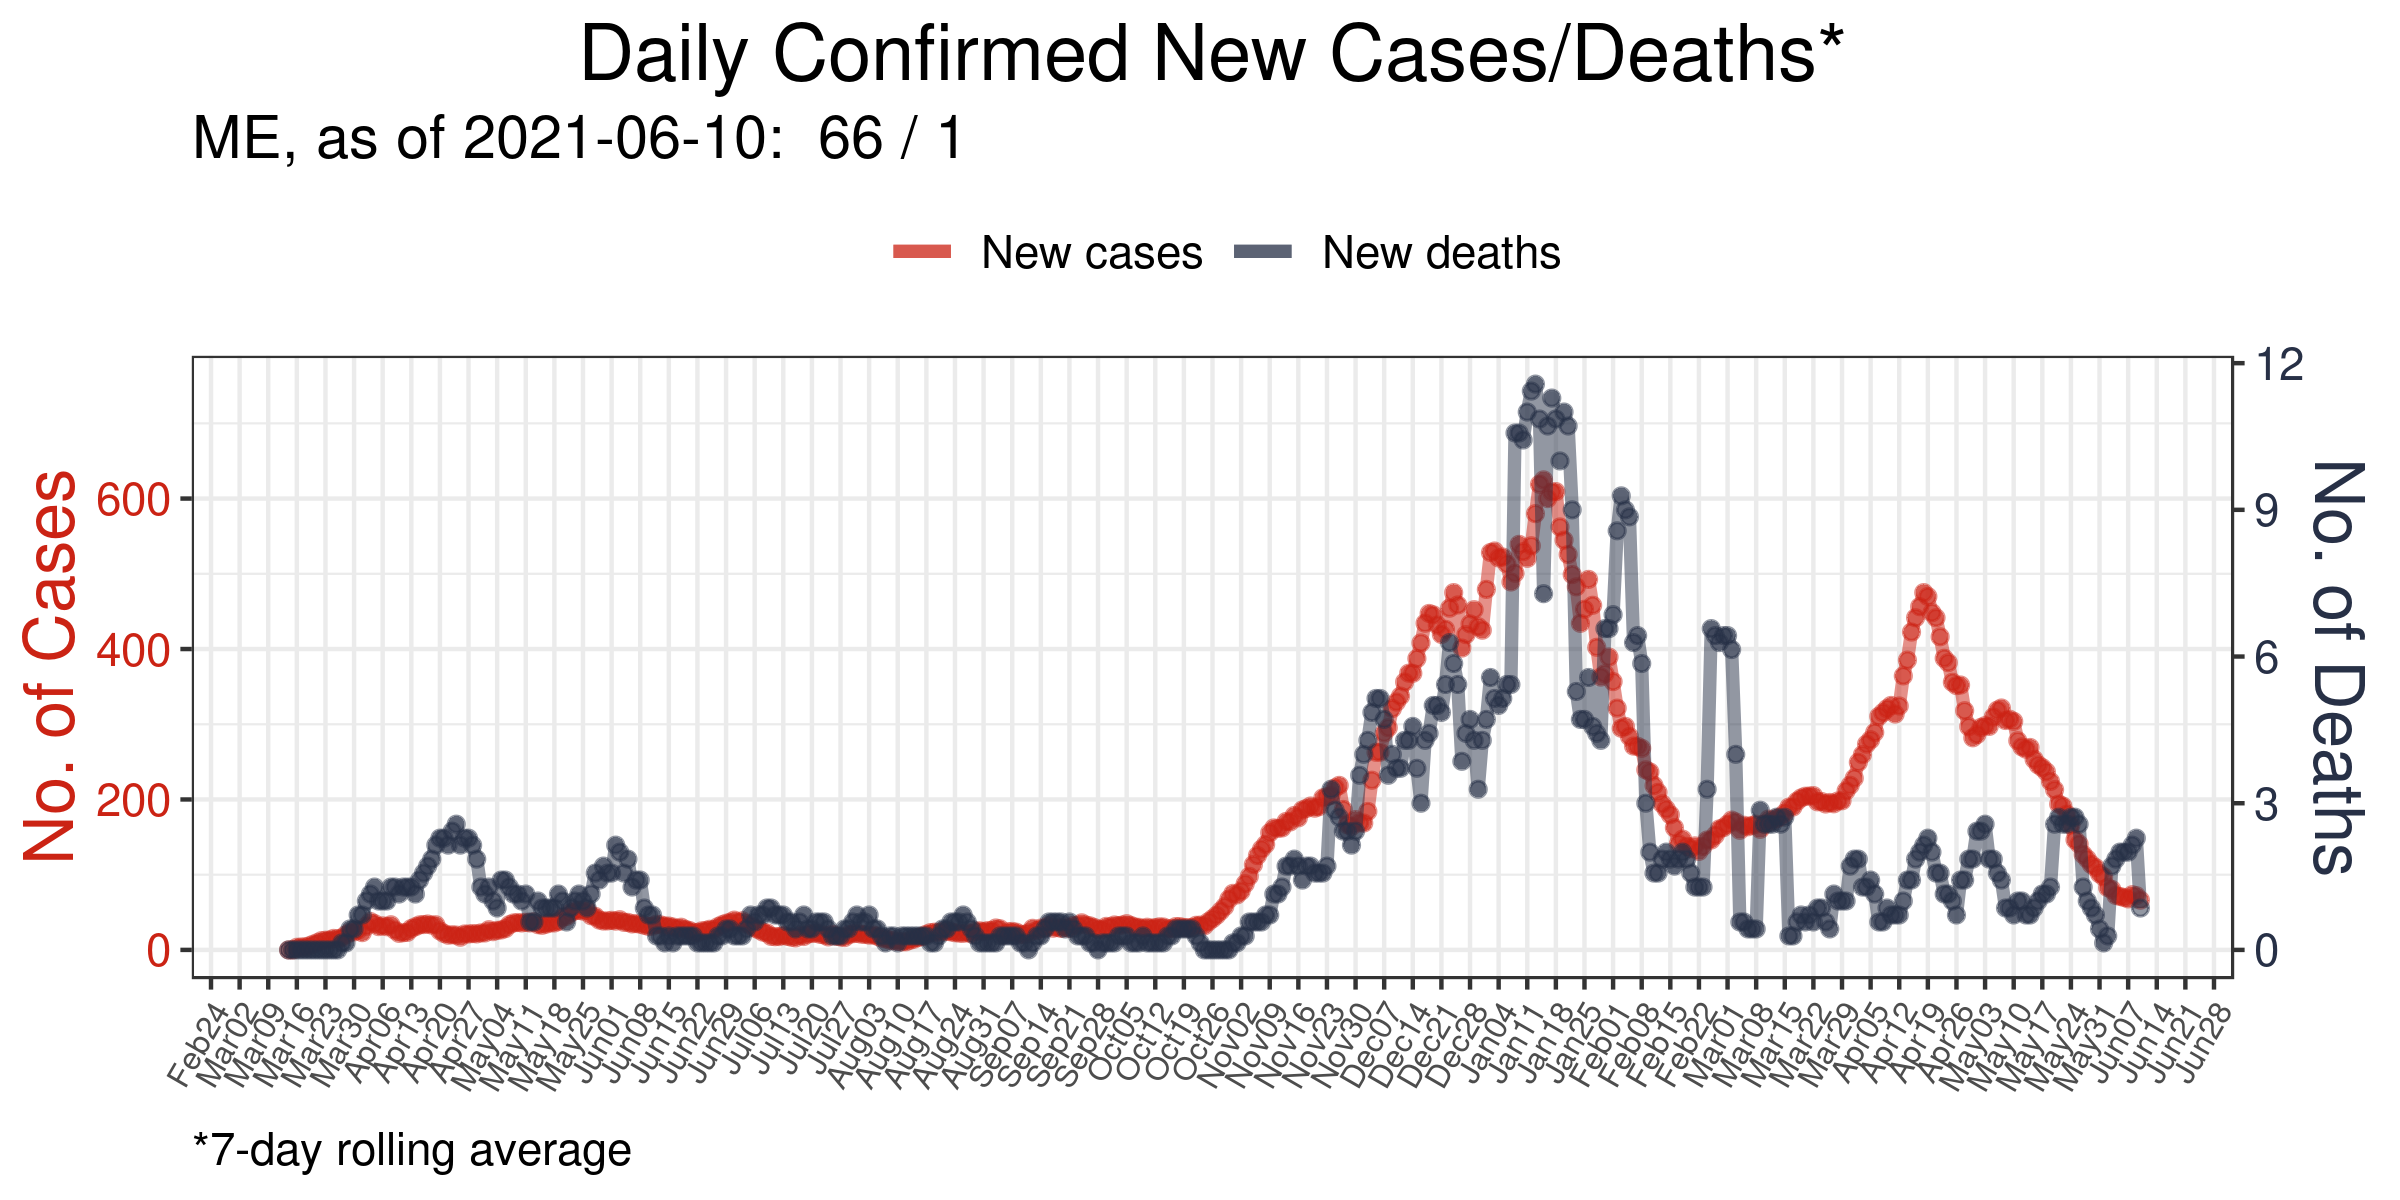 Daily Confirmed New Cases/Deaths*
ME, as of 2021-06-10:  66 / 1
New cases
New deaths
No. of Cases
600
400
200
0
12
9
6
3
0
No. of Deaths
Feb24
Mar02
Mar09
Mar16
Mar23
Mar30
Apr06
Apr13
Apr20
Apr27
May04
May11
May18
May25
Jun01
Jun08
Jun15
Jun22
Jun29
Jul06
Jul13
Jul20
Jul27
Aug03
Aug10
Aug17
Aug24
Aug31
Sep07
Sep14
Sep21
Sep28
Oct05
Oct12
Oct19
Oct26
Nov02
Nov09
Nov16
Nov23
Nov30
Dec07
Dec14
Dec21
Dec28
Jan04
Jan11
Jan18
Jan25
Feb01
Feb08
Feb15
Feb22
Mar01
Mar08
Mar15
Mar22
Mar29
Apr05
Apr12
Apr19
Apr26
May03
May10
May17
May24
May31
Jun07
Jun14
Jun21
Jun28
*7-day rolling average